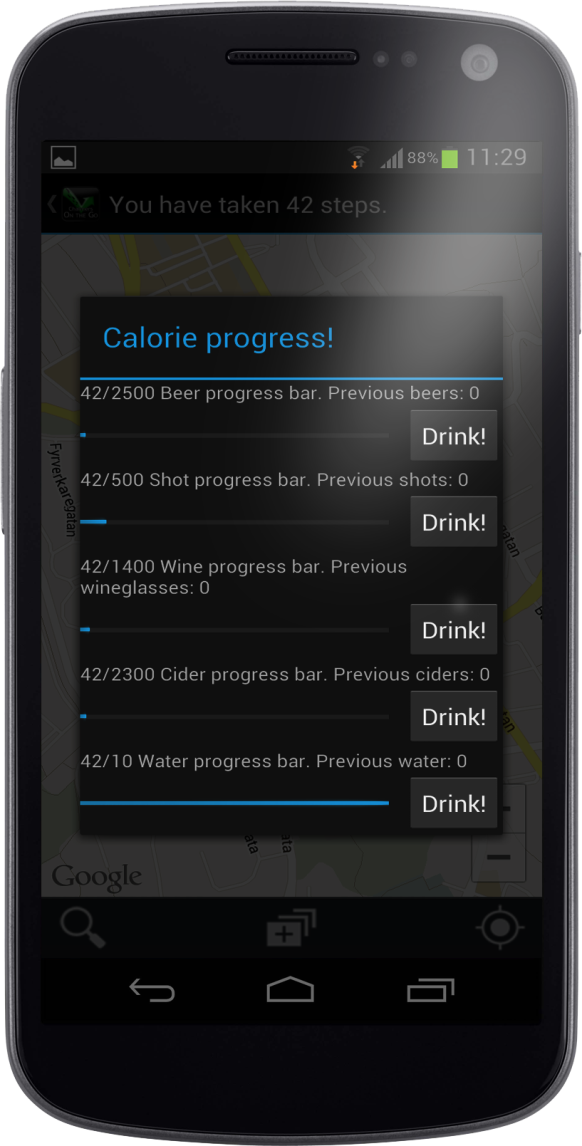 88% 11:29
You have taken 42 steps.
Calorie progress!
42/2500 Beer progress bar. Previous beers: 0
Drink!
42/500 Shot progress bar. Previous shots: 0
Drink!
Fyrverkaregatan
42/1400 Wine progress bar. Previous
wineglasses: 0
Drink!
42/2300 Cider progress bar. Previous ciders: 0
Drink!
42/10 Water progress bar. Previous water: 0
Drink!
Google